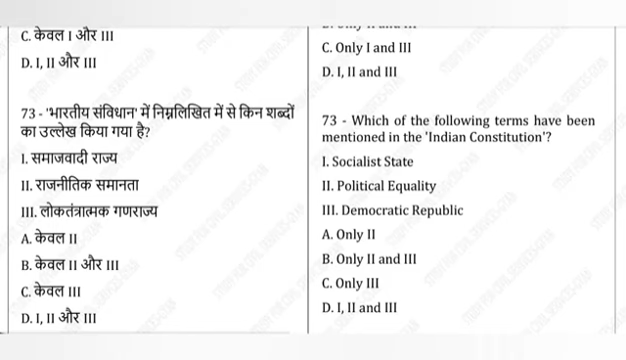 C. केवल I और III
D. I, II और III
73 - 'भारतीय संविधान' में निम्नलिखित में से किन शब्दों
का उल्लेख किया गया है?
I. समाजवादी राज्य
II. राजनीतिक समानता
III. लोकतंत्रात्मक गणराज्य
A. केवल II
B. केवल II और III
C. केवल III
D. I, II और III
C. Only I and III
D. I, II and III
73 - Which of the following terms have been
mentioned in the 'Indian Constitution'?
I. Socialist State
II. Political Equality
III. Democratic Republic
A. Only II
B. Only II and III
C. Only III
D. I, II and III